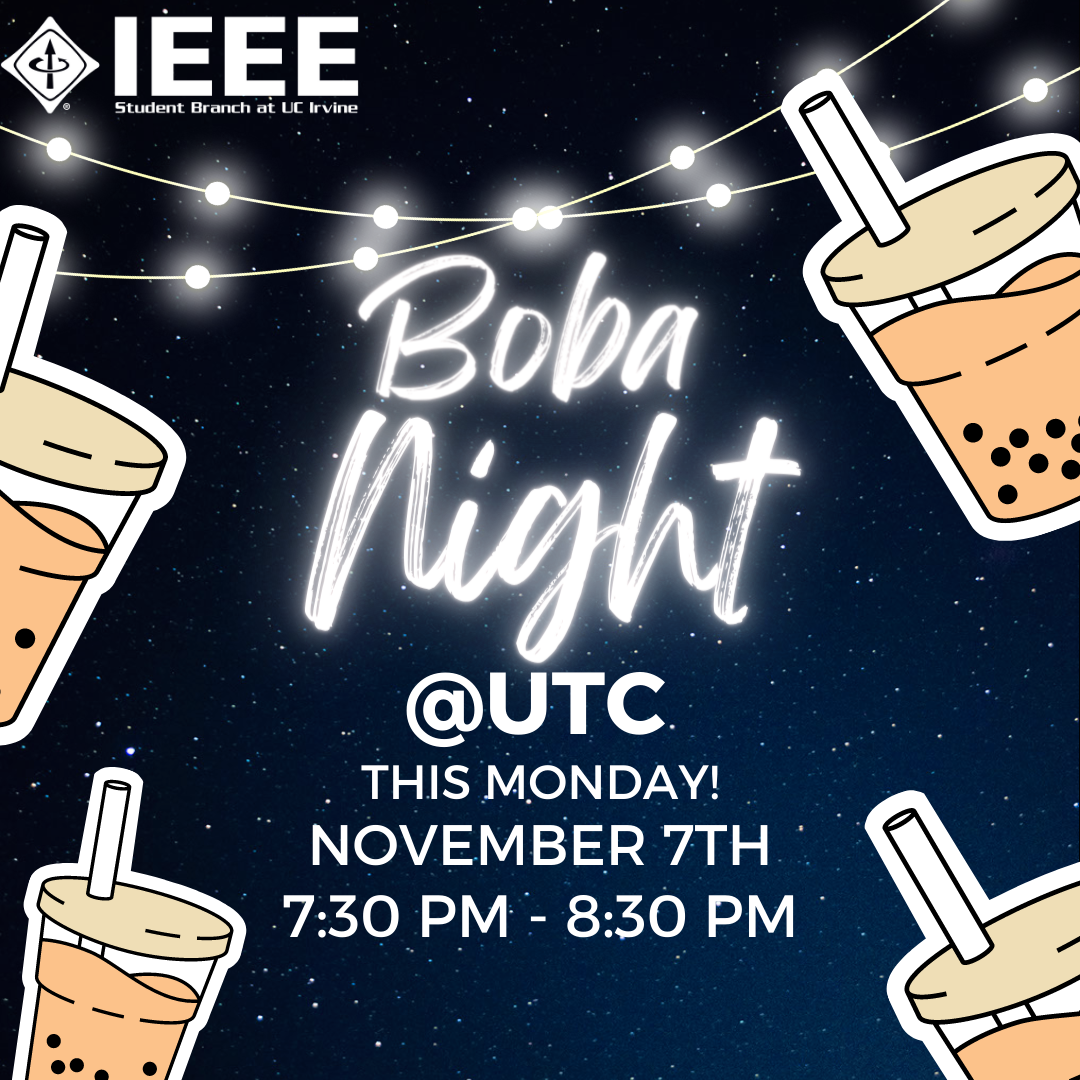 IEEE
Student Branch at UC Irvine
Boba
Night
@UTC
THIS MONDAY!
NOVEMBER 7TH
7:30 PM - 8:30 PM